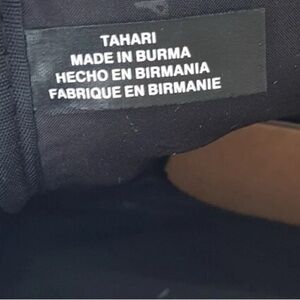 TAHARI
MADE IN BURMA
HECHO EN BIRMANIA
FABRIQUE EN BIRMANIE